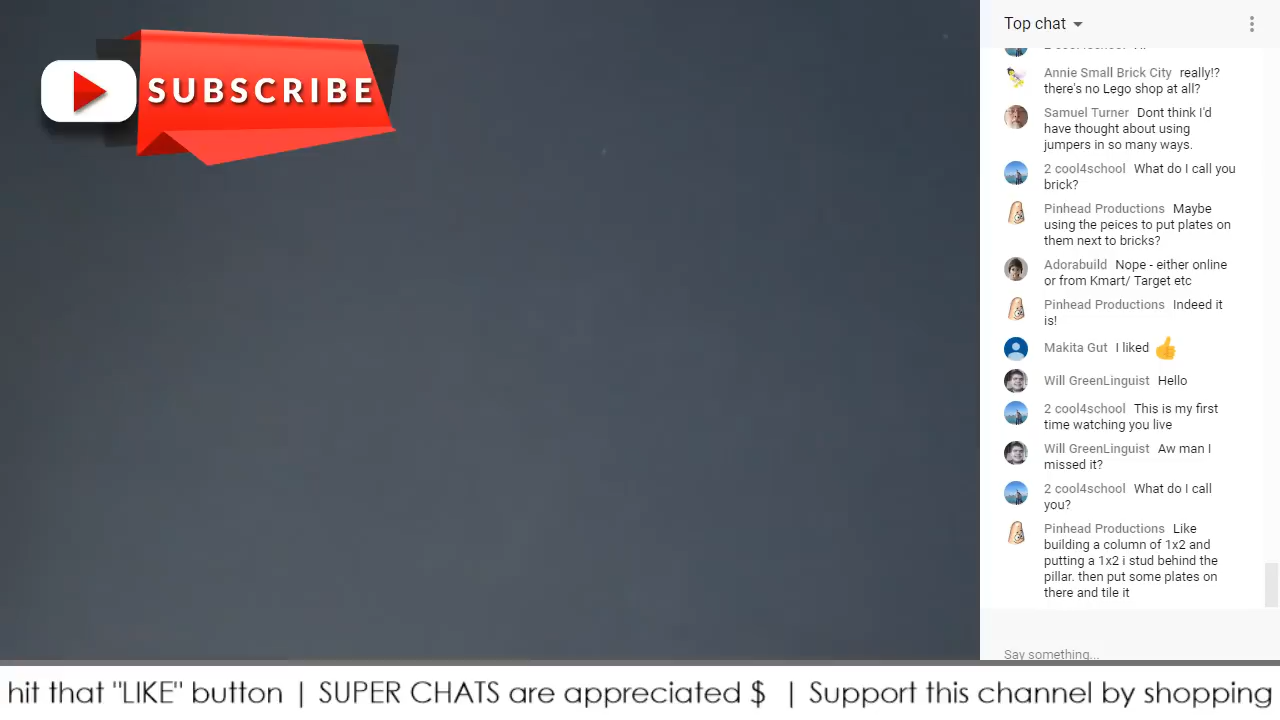 SUBSCRIBE
Top chat
Annie Small Brick City really!?
there's no Lego shop at all?
Samuel Turner Dont think I'd
have thought about using
jumpers in so many ways.
2 cool4school What do I call you
brick?
Pinhead Productions Maybe
using the peices to put plates on
them next to bricks?
Adorabuild Nope - either online
or from Kmart/ Target etc
Pinhead Productions Indeed it
is!
Makita Gut I liked 👍
Will GreenLinguist Hello
2 cool4school This is my first
time watching you live
Will GreenLinguist Aw man I
missed it?
2 cool4school What do I call
you?
Pinhead Productions Like
building a column of 1x2 and
putting a 1x2 i stud behind the
pillar. then put some plates on
there and tile it
Say something...
hit that "LIKE" button | SUPER CHATS are appreciated $ | Support this channel by shopping